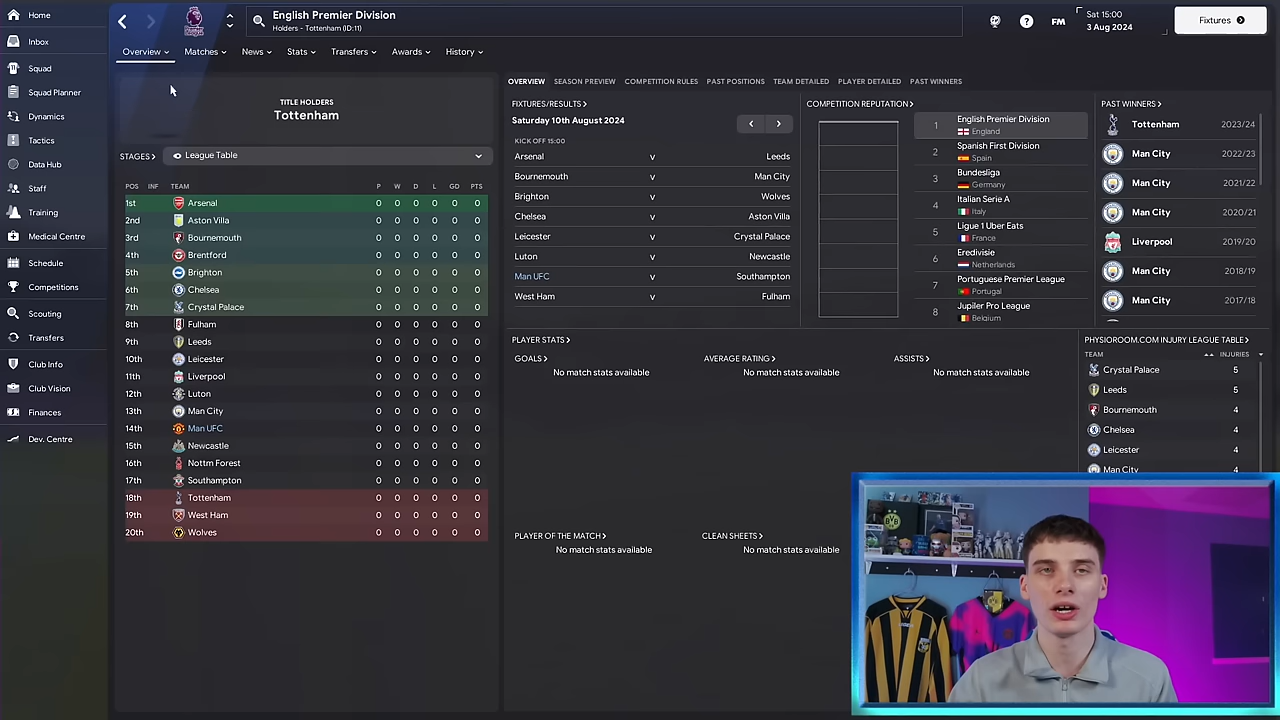 Home
Inbox
Squad
Squad Planner
Dynamics
Tactics
Data Hub
Staff
Training
Medical Centre
Schedule
Competitions
Scouting
Transfers
Club Info
Club Vision
Finances
Dev. Centre
English Premier Division
Holders - Tottenham (ID:11)
FM
Sat 15:00
3 Aug 2024
Fixtures
Overview
Matches
News
Stats
Transfers
Awards
History
TITLE HOLDERS
Tottenham
STAGES
League Table
POS INF TEAM P W D L GD PTS
1st Arsenal 0 0 0 0 0 0
2nd Aston Villa 0 0 0 0 0 0
3rd Bournemouth 0 0 0 0 0 0
4th Brentford 0 0 0 0 0 0
5th Brighton 0 0 0 0 0 0
6th Chelsea 0 0 0 0 0 0
7th Crystal Palace 0 0 0 0 0 0
8th Fulham 0 0 0 0 0 0
9th Leeds 0 0 0 0 0 0
10th Leicester 0 0 0 0 0 0
11th Liverpool 0 0 0 0 0 0
12th Luton 0 0 0 0 0 0
13th Man City 0 0 0 0 0 0
14th Man UFC 0 0 0 0 0 0
15th Newcastle 0 0 0 0 0 0
16th Nottm Forest 0 0 0 0 0 0
17th Southampton 0 0 0 0 0 0
18th Tottenham 0 0 0 0 0 0
19th West Ham 0 0 0 0 0 0
20th Wolves 0 0 0 0 0 0
OVERVIEW SEASON PREVIEW COMPETITION RULES PAST POSITIONS TEAM DETAILED PLAYER DETAILED PAST WINNERS
FIXTURES/RESULTS
Saturday 10th August 2024
KICK OFF 15:00
Arsenal v Leeds
Bournemouth v Man City
Brighton v Wolves
Chelsea v Aston Villa
Leicester v Crystal Palace
Luton v Newcastle
Man UFC v Southampton
West Ham v Fulham
COMPETITION REPUTATION
1 English Premier Division
England
2 Spanish First Division
Spain
3 Bundesliga
Germany
4 Italian Serie A
Italy
5 Ligue 1 Uber Eats
France
6 Eredivisie
Netherlands
7 Portuguese Premier League
Portugal
8 Jupiler Pro League
Belgium
PAST WINNERS
Tottenham 2023/24
Man City 2022/23
Man City 2021/22
Man City 2020/21
Liverpool 2019/20
Man City 2018/19
Man City 2017/18
PLAYER STATS
GOALS
No match stats available
AVERAGE RATING
No match stats available
ASSISTS
No match stats available
PLAYER OF THE MATCH
No match stats available
CLEAN SHEETS
No match stats available
PHYSIOROOM.COM INJURY LEAGUE TABLE
TEAM INJURIES
Crystal Palace 5
Leeds 5
Bournemouth 4
Chelsea 4
Leicester 4
Man City 4
BVB 09